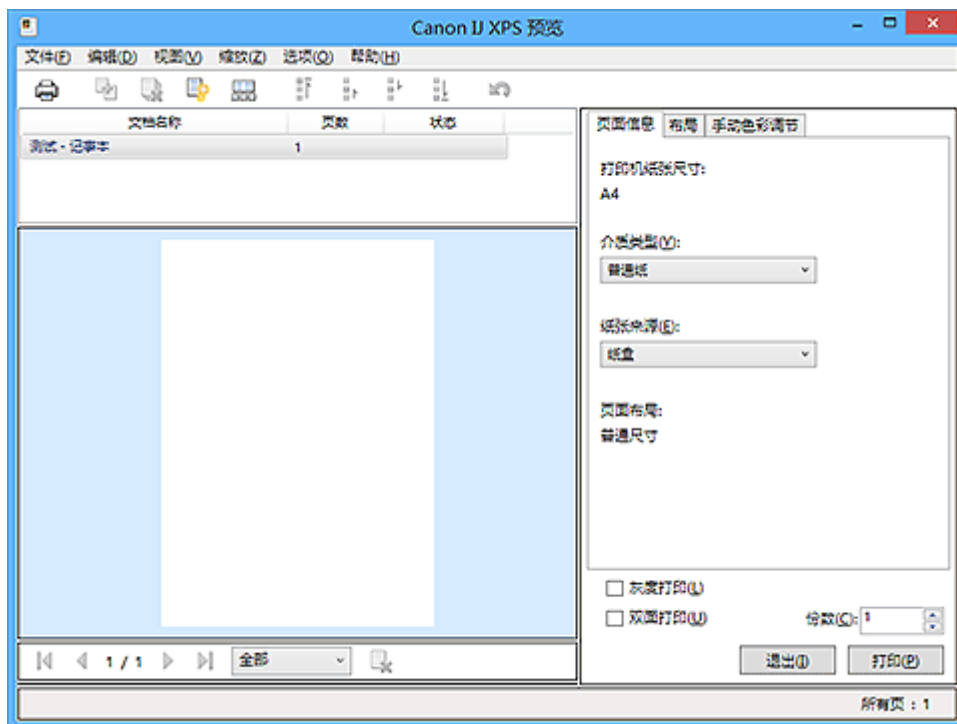 Canon IJ XPS 预览
文件(F) 编辑(D) 视图(V) 缩放(Z) 选项(O) 帮助(H)
文档名称 页数 状态
测试 - 记事本 1
页面信息 布局 手动色彩调节
打印机纸张尺寸:
A4
介质类型(Y):
普通纸
纸张来源(E):
纸盒
页面布局:
普通尺寸
灰度打印(L)
双面打印(U) 份数(C): 1
1 / 1 全部
退出(I) 打印(P)
所有页 : 1